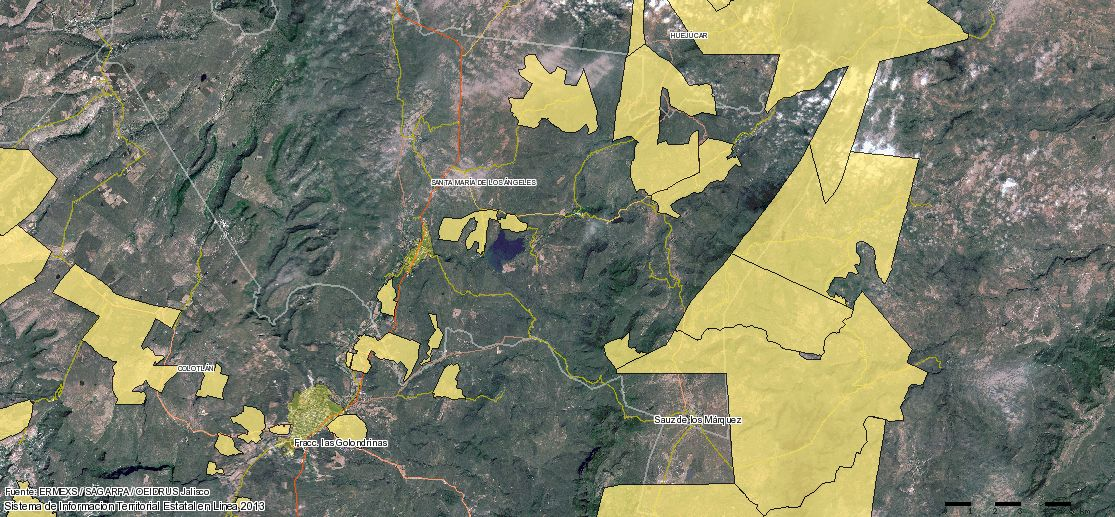 HUEJÚCAR
SANTA MARÍA DE LOS ÁNGELES
COLOTLÁN
Sauz de los Márquez
Fracc. las Golondrinas
Fuente: ERMEXS / SAGARPA / OEIDRUS Jalisco
Sistema de Información Territorial Estatal en Línea, 2013